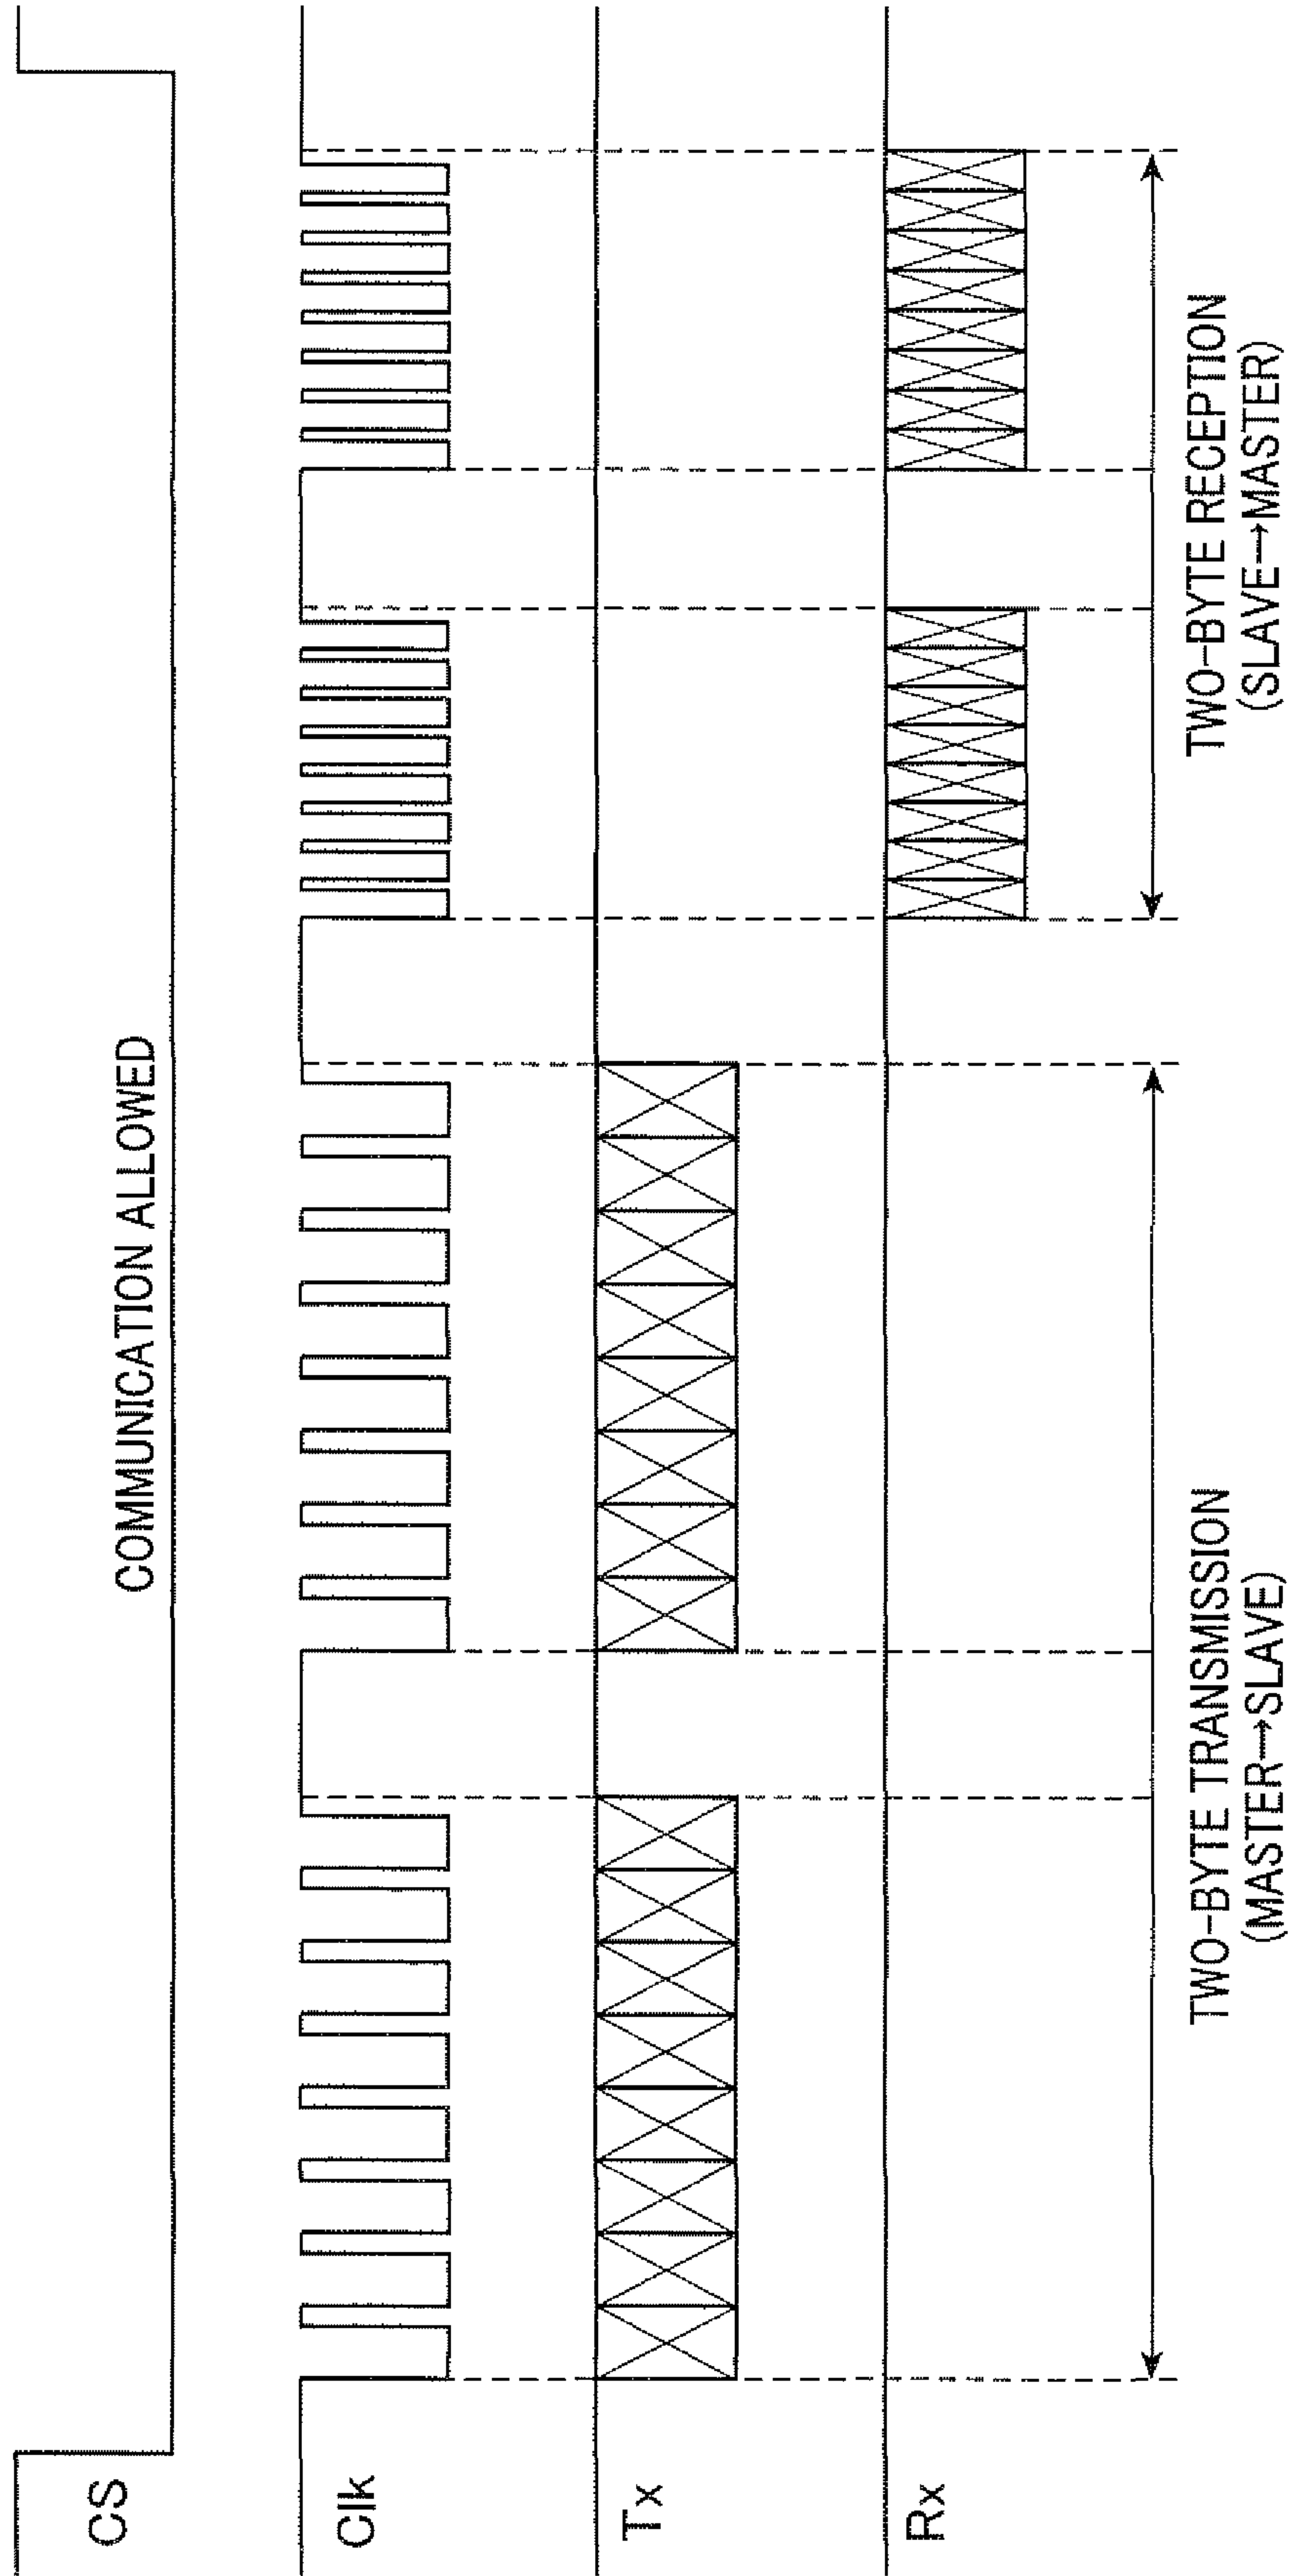 CS
COMMUNICATION ALLOWED
Clk
Tx
Rx
TWO-BYTE TRANSMISSION
(MASTER→SLAVE)
TWO-BYTE RECEPTION
(SLAVE→MASTER)